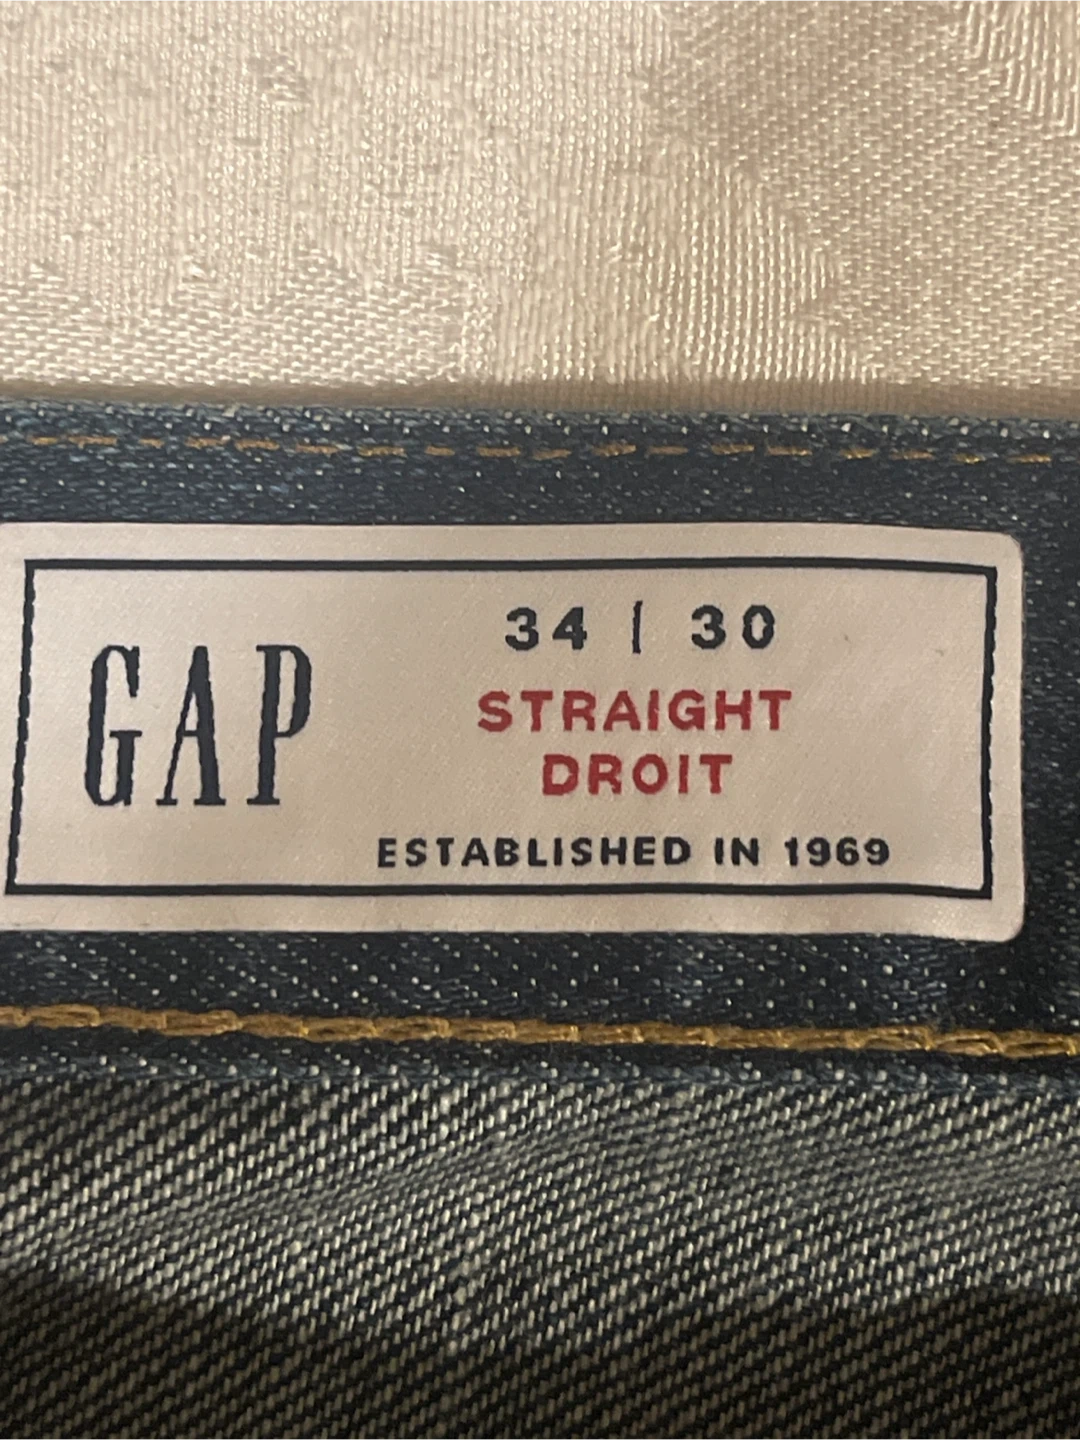 GAP
34 | 30
STRAIGHT
DROIT
ESTABLISHED IN 1969